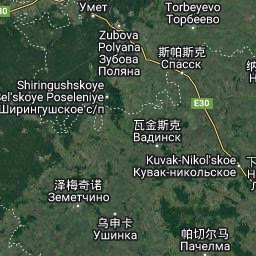 30
Умет
Torbeyevo
Торбеево
Zubova
Polyana
Зубова
Поляна
斯帕斯克
Спасск
Shiringushskoye
Sel'skoye Poseleniye
Ширингушское с/п
E30
瓦金斯克
Вадинск
Kuvak-Nikol'skoe
Кувак-никольское
泽梅奇诺
Земетчино
乌申卡
Ушинка
帕切尔马
Пачелма